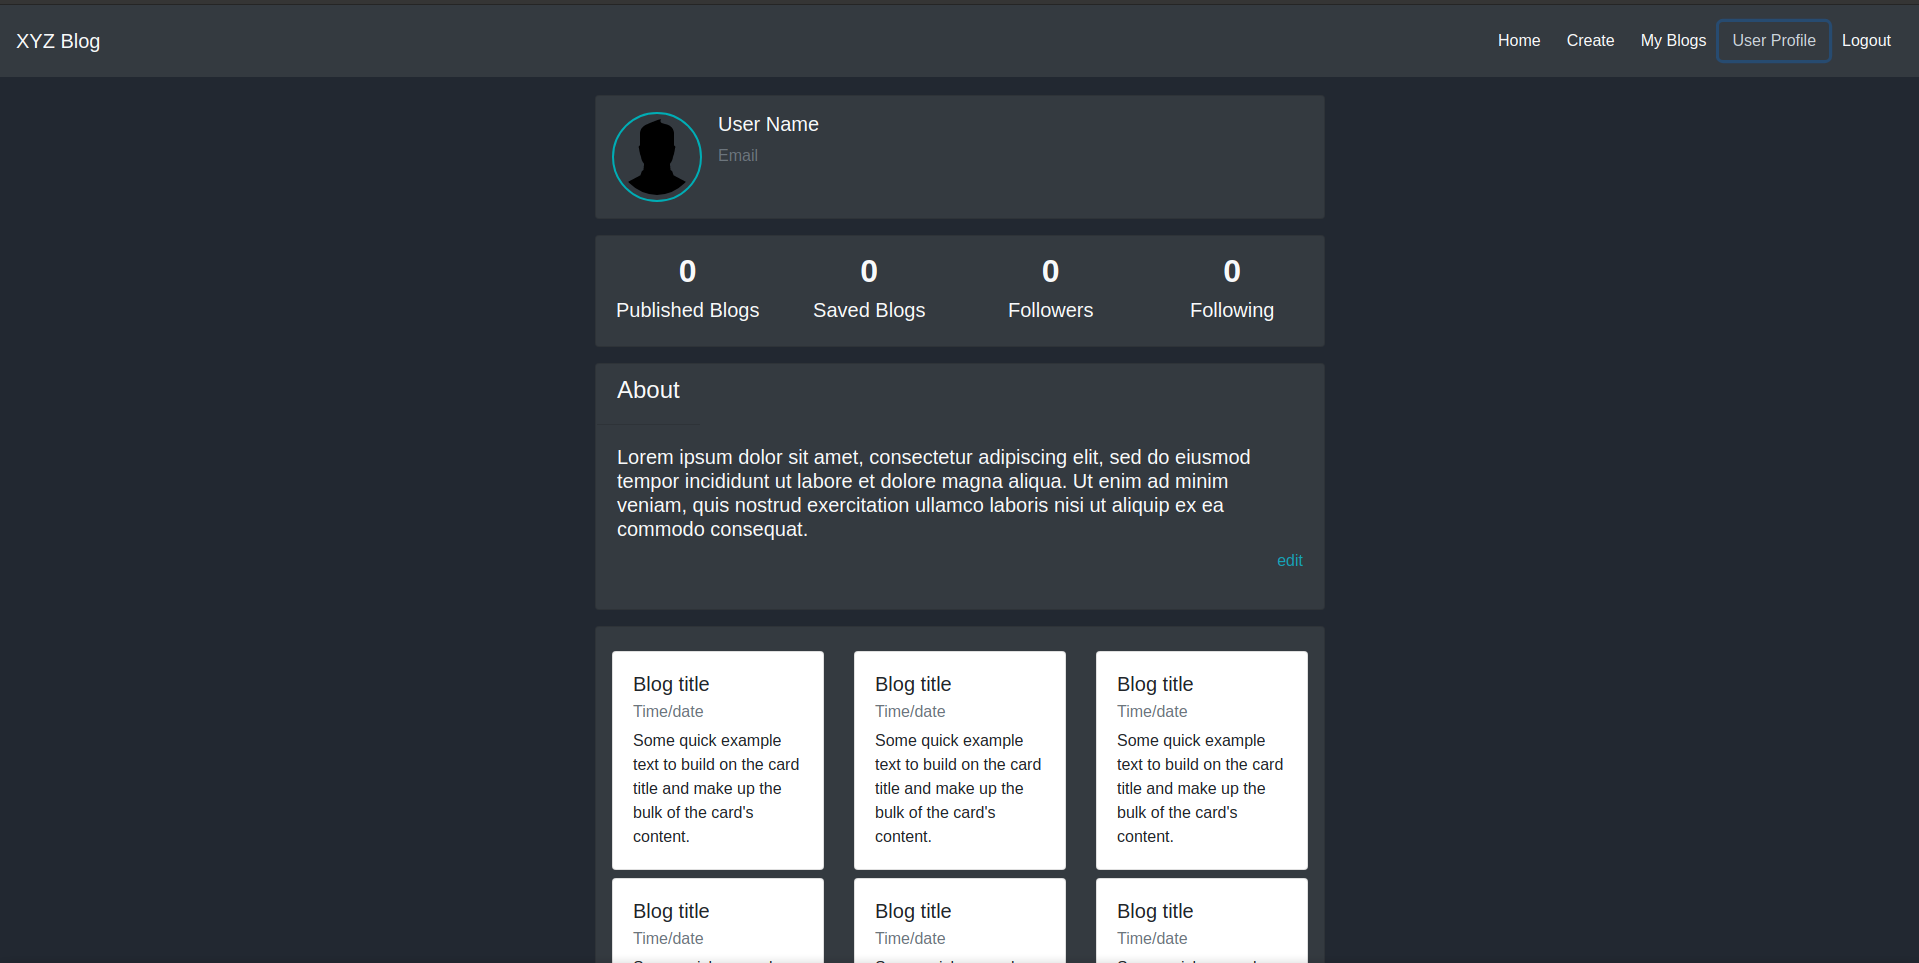 XYZ Blog
Home Create My Blogs User Profile Logout
User Name
Email
0 0 0 0
Published Blogs Saved Blogs Followers Following
About
Lorem ipsum dolor sit amet, consectetur adipiscing elit, sed do eiusmod
tempor incididunt ut labore et dolore magna aliqua. Ut enim ad minim
veniam, quis nostrud exercitation ullamco laboris nisi ut aliquip ex ea
commodo consequat.
edit
Blog title
Time/date
Some quick example
text to build on the card
title and make up the
bulk of the card's
content.
Blog title
Time/date
Some quick example
text to build on the card
title and make up the
bulk of the card's
content.
Blog title
Time/date
Some quick example
text to build on the card
title and make up the
bulk of the card's
content.
Blog title
Time/date
Blog title
Time/date
Blog title
Time/date